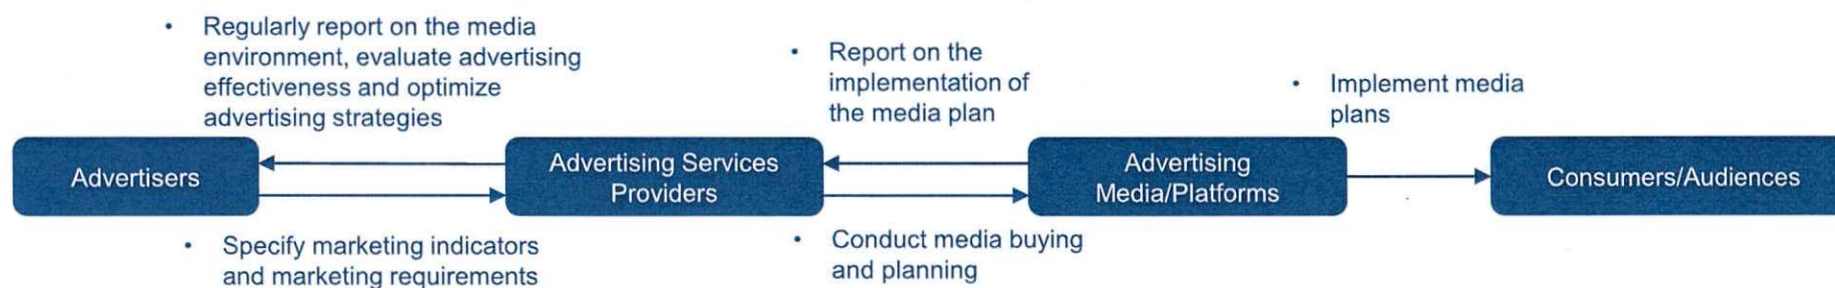 • Regularly report on the media
environment, evaluate advertising
effectiveness and optimize
advertising strategies
• Report on the
implementation of
the media plan
• Implement media
plans
Advertisers
Advertising Services
Providers
Advertising
Media/Platforms
Consumers/Audiences
• Specify marketing indicators
and marketing requirements
• Conduct media buying
and planning